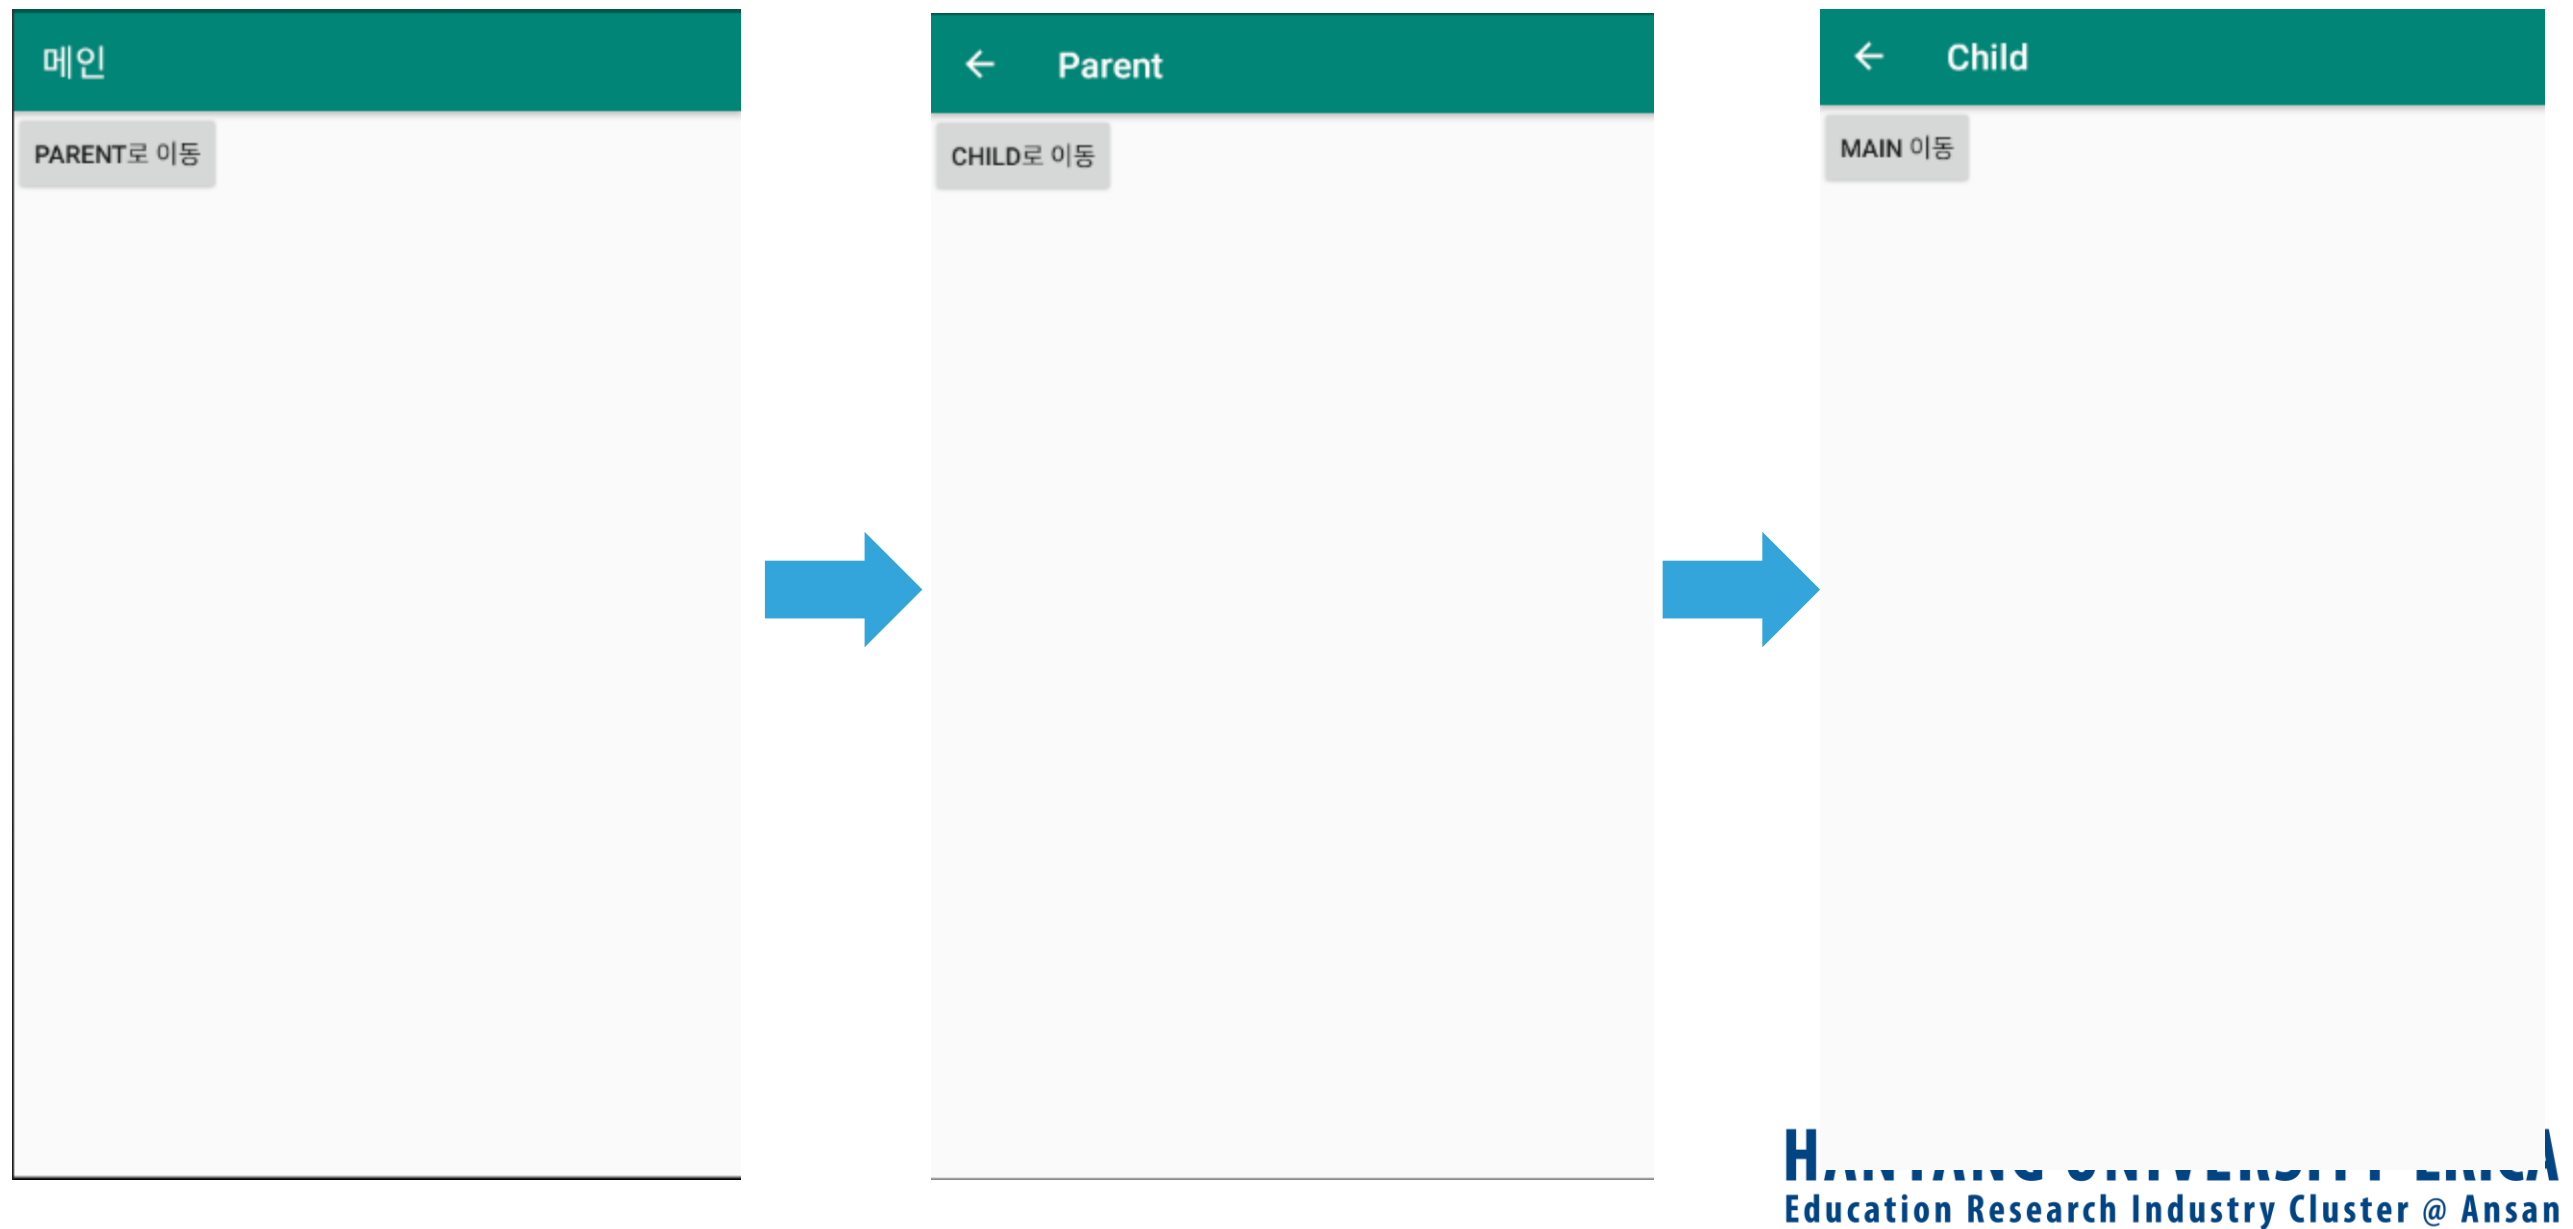 메인
PARENT로 이동
Parent
CHILD로 이동
Child
MAIN 이동
Education Research Industry Cluster @ Ansan